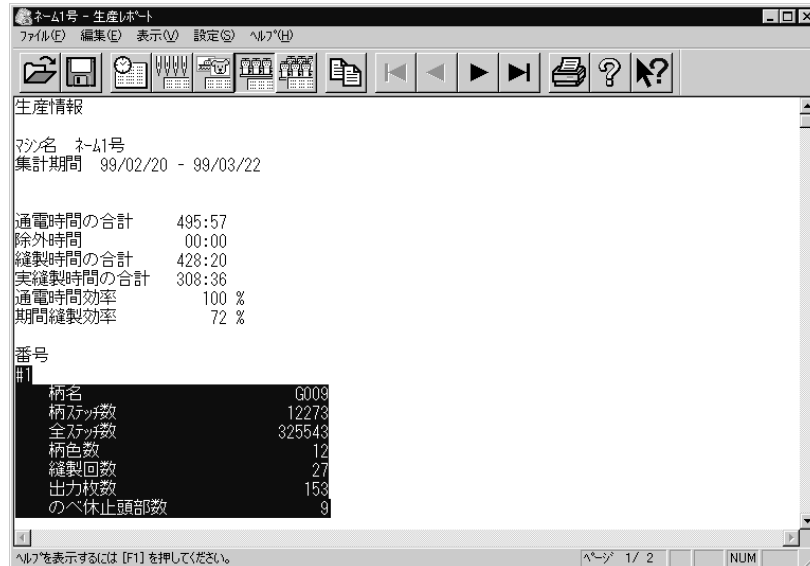 ネーム1号 - 生産レポート
ファイル(F) 編集(E) 表示(V) 設定(S) ヘルプ(H)
生産情報
マシン名 ネーム1号
集計期間 99/02/20 - 99/03/22
通電時間の合計 495:57
除外時間 00:00
縫製時間の合計 428:20
実縫製時間の合計 308:36
通電時間効率 100 %
期間縫製効率 72 %
番号
#1
柄名 G009
柄ステッチ数 12273
全ステッチ数 325543
柄色数 12
縫製回数 27
出力枚数 153
のべ休止頭部数 9
ヘルプを表示するには [F1] を押してください。 ページ 1/ 2 NUM